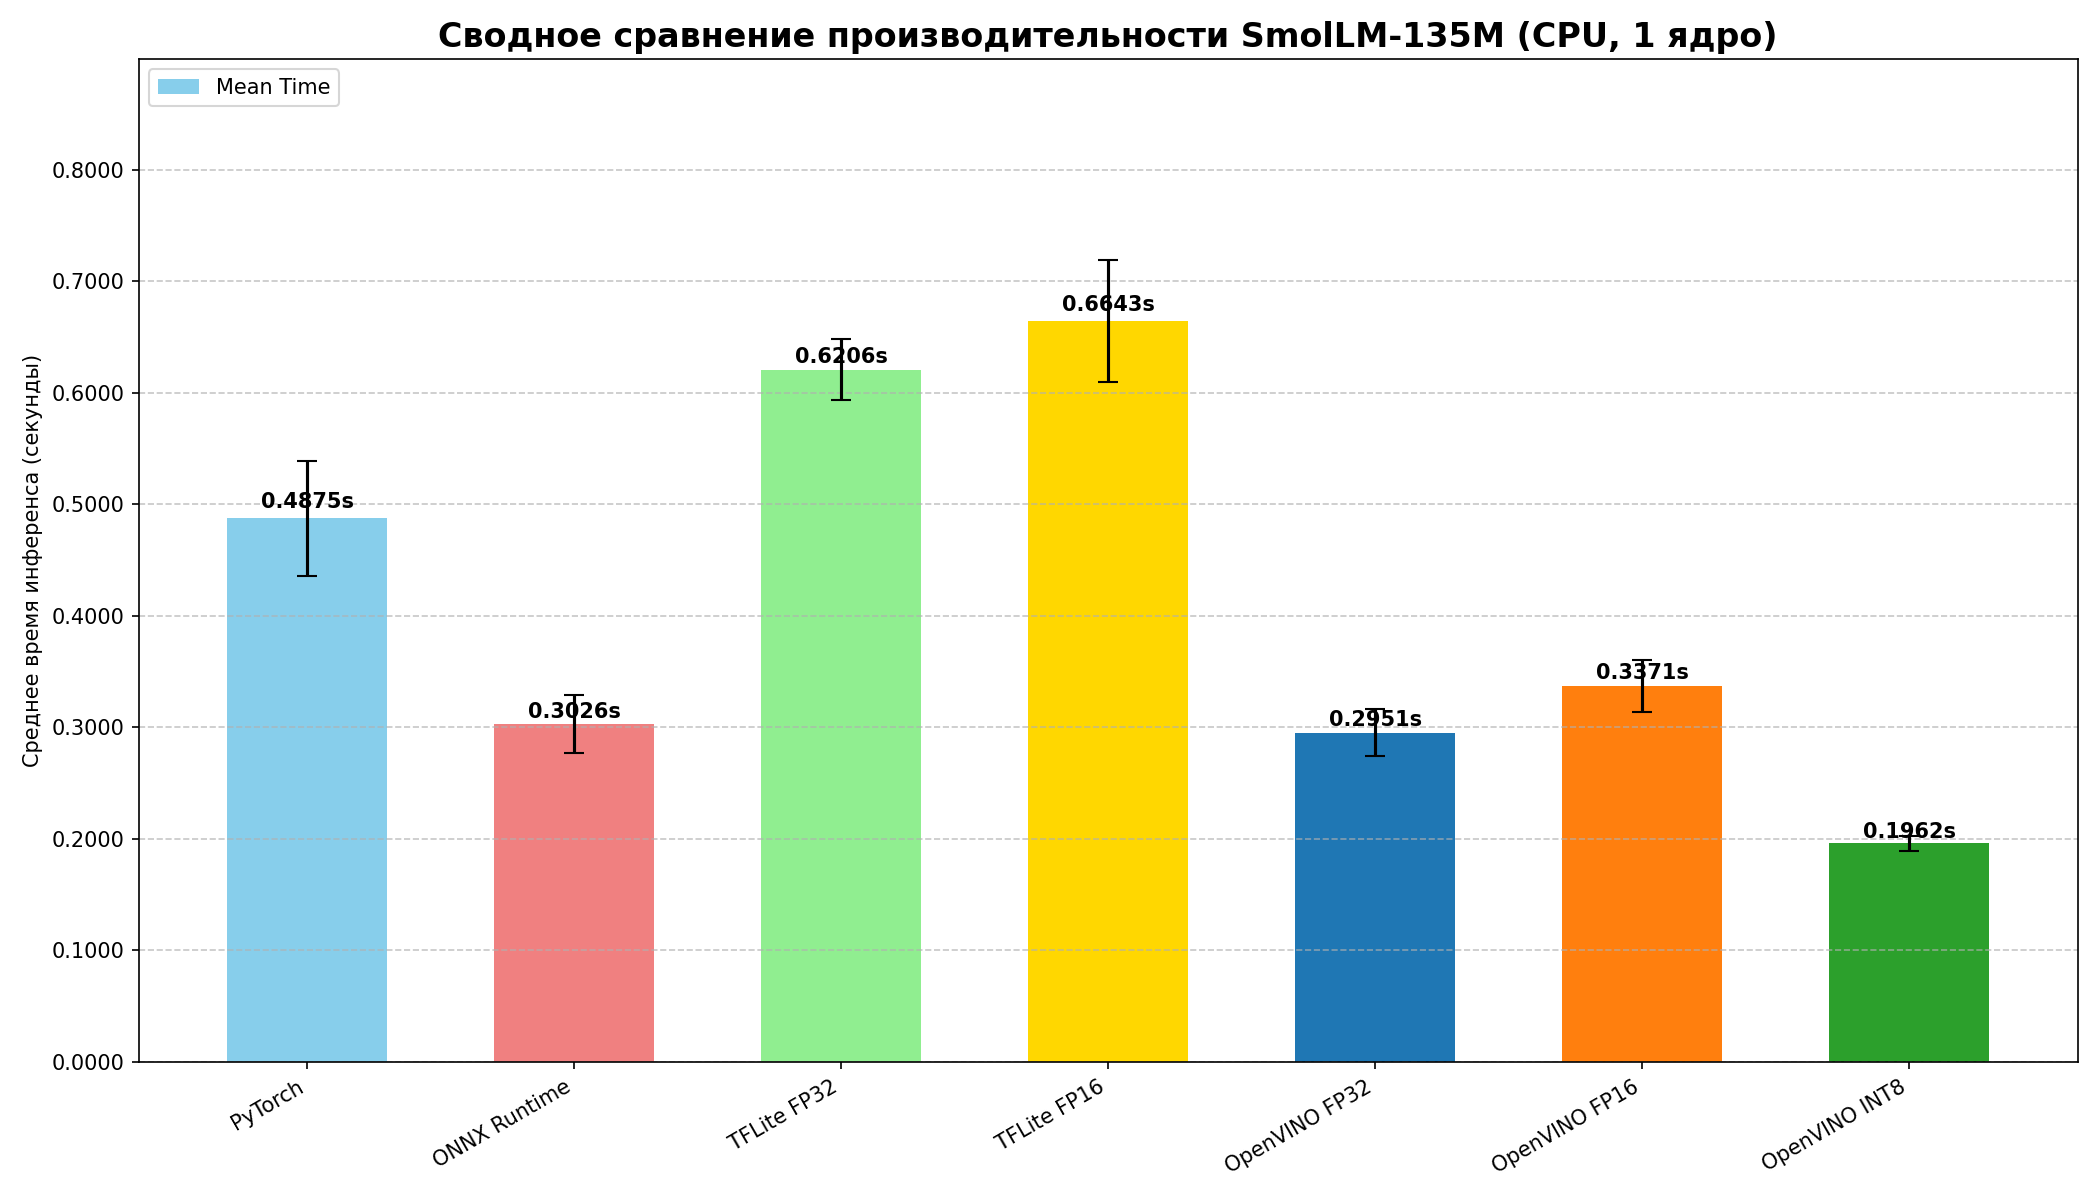 Сводное сравнение производительности SmolLM-135M (CPU, 1 ядро)
Mean Time
Среднее время инференса (секунды)
0.8000
0.7000
0.6000
0.5000
0.4000
0.3000
0.2000
0.1000
0.0000
0.4875s
0.3026s
0.6206s
0.6643s
0.2951s
0.3371s
0.1962s
PyTorch
ONNX Runtime
TFLite FP32
TFLite FP16
OpenVINO FP32
OpenVINO FP16
OpenVINO INT8